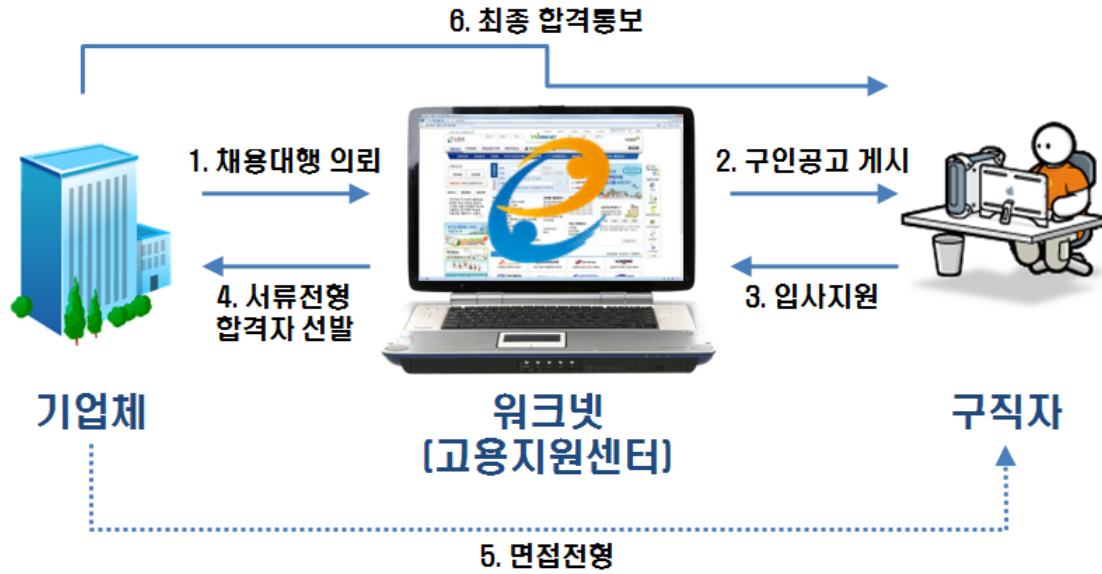 6. 최종 합격통보
1. 채용대행 의뢰
2. 구인공고 게시
4. 서류전형
합격자 선발
3. 입사지원
기업체
워크넷
(고용지원센터)
구직자
5. 면접전형